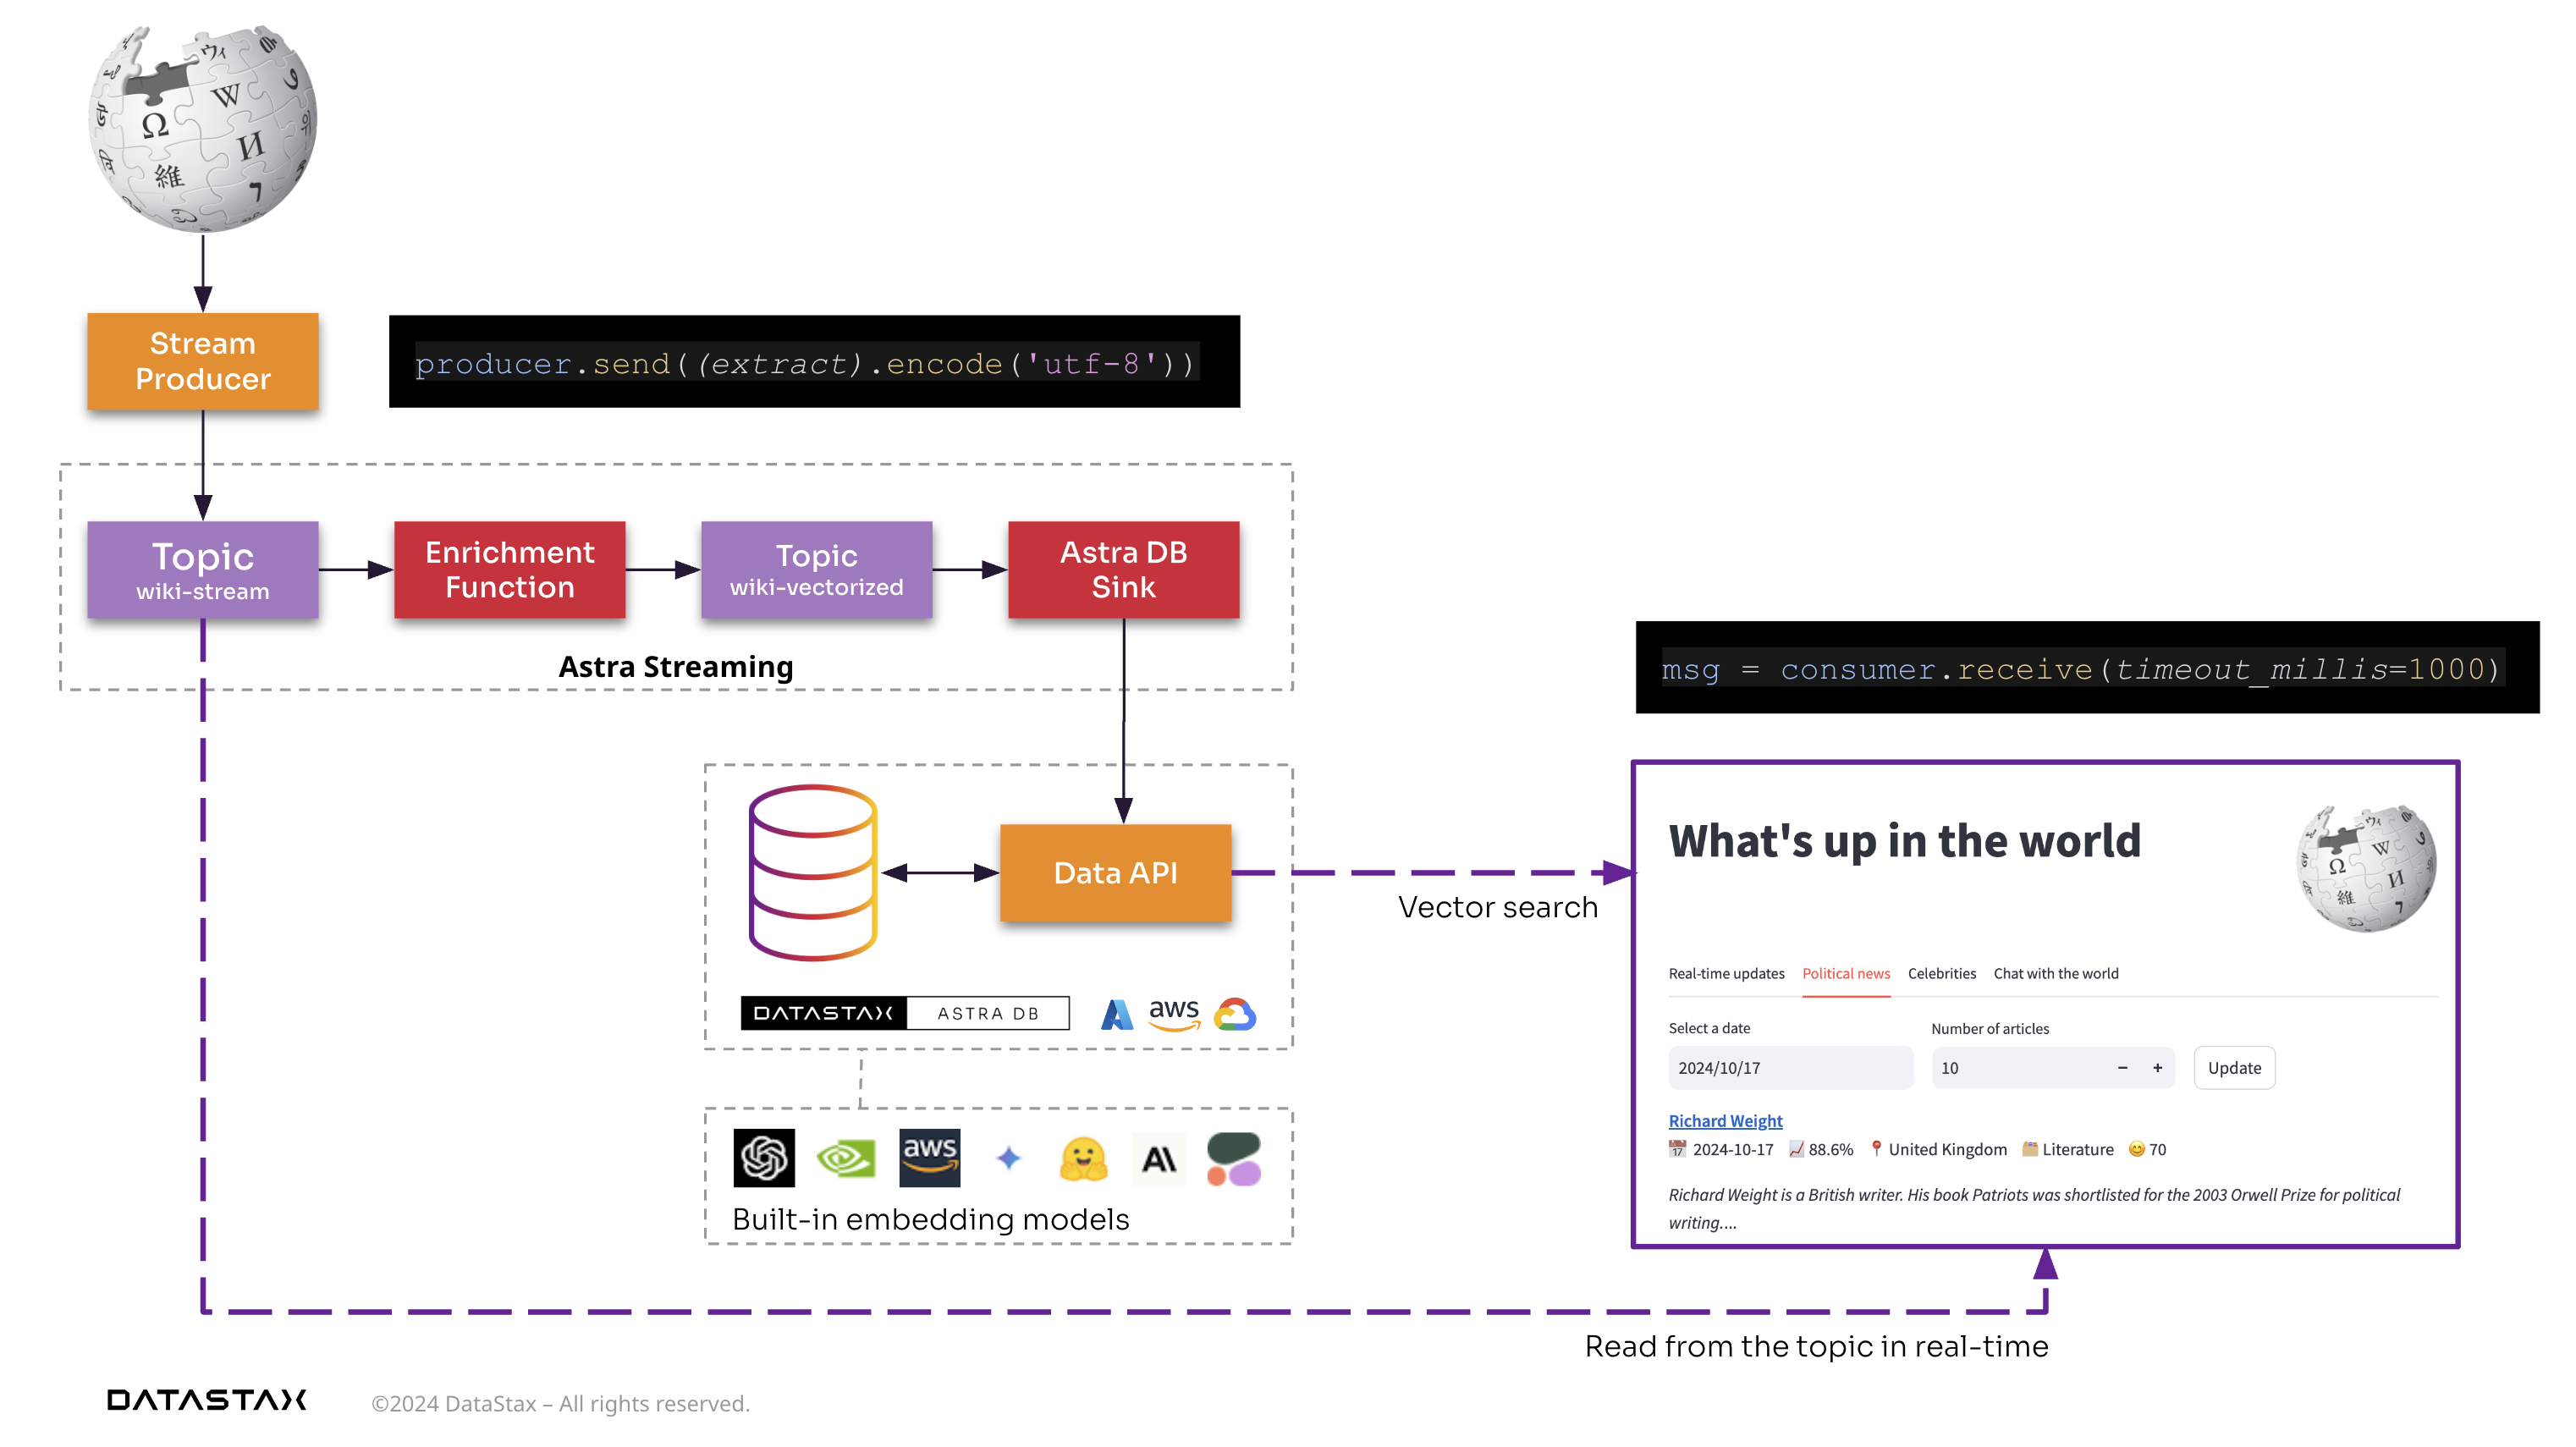 Stream
Producer
producer.send((extract).encode('utf-8'))
Topic
wiki-stream
Enrichment
Function
Topic
wiki-vectorized
Astra DB
Sink
Astra Streaming
msg = consumer.receive(timeout_millis=1000)
Data API
Vector search
DATASTAX
ASTRA DB
aws
aws
Built-in embedding models
What's up in the world
Real-time updates Political news Celebrities Chat with the world
Select a date Number of articles
2024/10/17 10 − + Update
Richard Weight
2024-10-17 88.6% United Kingdom Literature 70
Richard Weight is a British writer. His book Patriots was shortlisted for the 2003 Orwell Prize for political
writing....
Read from the topic in real-time
DATASTAX ©2024 DataStax – All rights reserved.